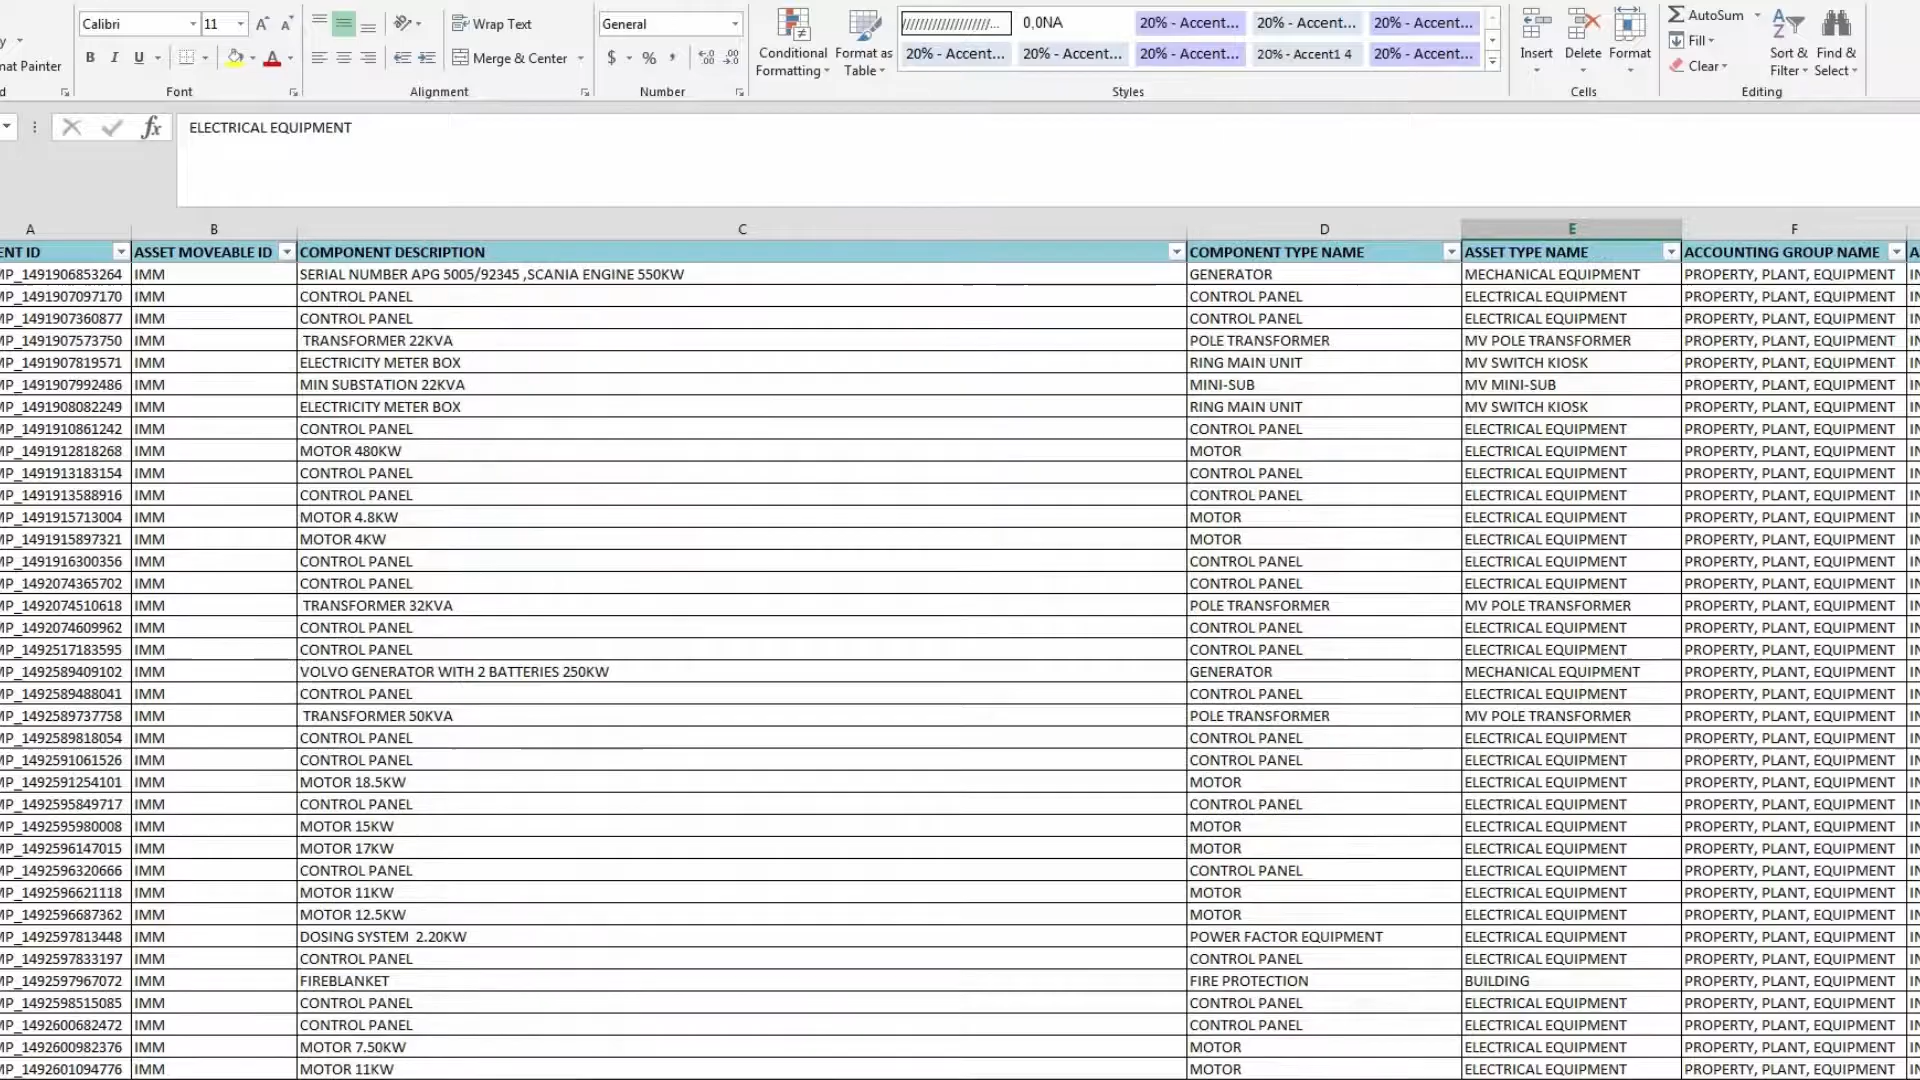 Calibri 11 Wrap Text General 0,0NA 20% - Accent... 20% - Accent... 20% - Accent... AutoSum
B I U Merge & Center $ % 20% - Accent... 20% - Accent... 20% - Accent... 20% - Accent1 4 20% - Accent... Conditional Formatting Format as Table Insert Delete Format Fill Sort & Filter Find & Select
mat Painter Clear
Font Alignment Number Styles Cells Editing
fx ELECTRICAL EQUIPMENT
A B C D E F
ENT ID ASSET MOVEABLE ID COMPONENT DESCRIPTION COMPONENT TYPE NAME ASSET TYPE NAME ACCOUNTING GROUP NAME
MP_1491906853264 IMM SERIAL NUMBER APG 5005/92345 ,SCANIA ENGINE 550KW GENERATOR MECHANICAL EQUIPMENT PROPERTY, PLANT, EQUIPMENT
MP_1491907097170 IMM CONTROL PANEL CONTROL PANEL ELECTRICAL EQUIPMENT PROPERTY, PLANT, EQUIPMENT
MP_1491907360877 IMM CONTROL PANEL CONTROL PANEL ELECTRICAL EQUIPMENT PROPERTY, PLANT, EQUIPMENT
MP_1491907573750 IMM TRANSFORMER 22KVA POLE TRANSFORMER MV POLE TRANSFORMER PROPERTY, PLANT, EQUIPMENT
MP_1491907819571 IMM ELECTRICITY METER BOX RING MAIN UNIT MV SWITCH KIOSK PROPERTY, PLANT, EQUIPMENT
MP_1491907992486 IMM MIN SUBSTATION 22KVA MINI-SUB MV MINI-SUB PROPERTY, PLANT, EQUIPMENT
MP_1491908082249 IMM ELECTRICITY METER BOX RING MAIN UNIT MV SWITCH KIOSK PROPERTY, PLANT, EQUIPMENT
MP_1491910861242 IMM CONTROL PANEL CONTROL PANEL ELECTRICAL EQUIPMENT PROPERTY, PLANT, EQUIPMENT
MP_1491912818268 IMM MOTOR 480KW MOTOR ELECTRICAL EQUIPMENT PROPERTY, PLANT, EQUIPMENT
MP_1491913183154 IMM CONTROL PANEL CONTROL PANEL ELECTRICAL EQUIPMENT PROPERTY, PLANT, EQUIPMENT
MP_1491913588916 IMM CONTROL PANEL CONTROL PANEL ELECTRICAL EQUIPMENT PROPERTY, PLANT, EQUIPMENT
MP_1491915713004 IMM MOTOR 4.8KW MOTOR ELECTRICAL EQUIPMENT PROPERTY, PLANT, EQUIPMENT
MP_1491915897321 IMM MOTOR 4KW MOTOR ELECTRICAL EQUIPMENT PROPERTY, PLANT, EQUIPMENT
MP_1491916300356 IMM CONTROL PANEL CONTROL PANEL ELECTRICAL EQUIPMENT PROPERTY, PLANT, EQUIPMENT
MP_1492074365702 IMM CONTROL PANEL CONTROL PANEL ELECTRICAL EQUIPMENT PROPERTY, PLANT, EQUIPMENT
MP_1492074510618 IMM TRANSFORMER 32KVA POLE TRANSFORMER MV POLE TRANSFORMER PROPERTY, PLANT, EQUIPMENT
MP_1492074609962 IMM CONTROL PANEL CONTROL PANEL ELECTRICAL EQUIPMENT PROPERTY, PLANT, EQUIPMENT
MP_1492517183595 IMM CONTROL PANEL CONTROL PANEL ELECTRICAL EQUIPMENT PROPERTY, PLANT, EQUIPMENT
MP_1492589409102 IMM VOLVO GENERATOR WITH 2 BATTERIES 250KW GENERATOR MECHANICAL EQUIPMENT PROPERTY, PLANT, EQUIPMENT
MP_1492589488041 IMM CONTROL PANEL CONTROL PANEL ELECTRICAL EQUIPMENT PROPERTY, PLANT, EQUIPMENT
MP_1492589737758 IMM TRANSFORMER 50KVA POLE TRANSFORMER MV POLE TRANSFORMER PROPERTY, PLANT, EQUIPMENT
MP_1492589818054 IMM CONTROL PANEL CONTROL PANEL ELECTRICAL EQUIPMENT PROPERTY, PLANT, EQUIPMENT
MP_1492591061526 IMM CONTROL PANEL CONTROL PANEL ELECTRICAL EQUIPMENT PROPERTY, PLANT, EQUIPMENT
MP_1492591254101 IMM MOTOR 18.5KW MOTOR ELECTRICAL EQUIPMENT PROPERTY, PLANT, EQUIPMENT
MP_1492595849717 IMM CONTROL PANEL CONTROL PANEL ELECTRICAL EQUIPMENT PROPERTY, PLANT, EQUIPMENT
MP_1492595980008 IMM MOTOR 15KW MOTOR ELECTRICAL EQUIPMENT PROPERTY, PLANT, EQUIPMENT
MP_1492596147015 IMM MOTOR 17KW MOTOR ELECTRICAL EQUIPMENT PROPERTY, PLANT, EQUIPMENT
MP_1492596320666 IMM CONTROL PANEL CONTROL PANEL ELECTRICAL EQUIPMENT PROPERTY, PLANT, EQUIPMENT
MP_1492596621118 IMM MOTOR 11KW MOTOR ELECTRICAL EQUIPMENT PROPERTY, PLANT, EQUIPMENT
MP_1492596687362 IMM MOTOR 12.5KW MOTOR ELECTRICAL EQUIPMENT PROPERTY, PLANT, EQUIPMENT
MP_1492597813448 IMM DOSING SYSTEM 2.20KW POWER FACTOR EQUIPMENT ELECTRICAL EQUIPMENT PROPERTY, PLANT, EQUIPMENT
MP_1492597833197 IMM CONTROL PANEL CONTROL PANEL ELECTRICAL EQUIPMENT PROPERTY, PLANT, EQUIPMENT
MP_1492597967072 IMM FIREBLANKET FIRE PROTECTION BUILDING PROPERTY, PLANT, EQUIPMENT
MP_1492598515085 IMM CONTROL PANEL CONTROL PANEL ELECTRICAL EQUIPMENT PROPERTY, PLANT, EQUIPMENT
MP_1492600682472 IMM CONTROL PANEL CONTROL PANEL ELECTRICAL EQUIPMENT PROPERTY, PLANT, EQUIPMENT
MP_1492600982376 IMM MOTOR 7.50KW MOTOR ELECTRICAL EQUIPMENT PROPERTY, PLANT, EQUIPMENT
MP_1492601094776 IMM MOTOR 11KW MOTOR ELECTRICAL EQUIPMENT PROPERTY, PLANT, EQUIPMENT